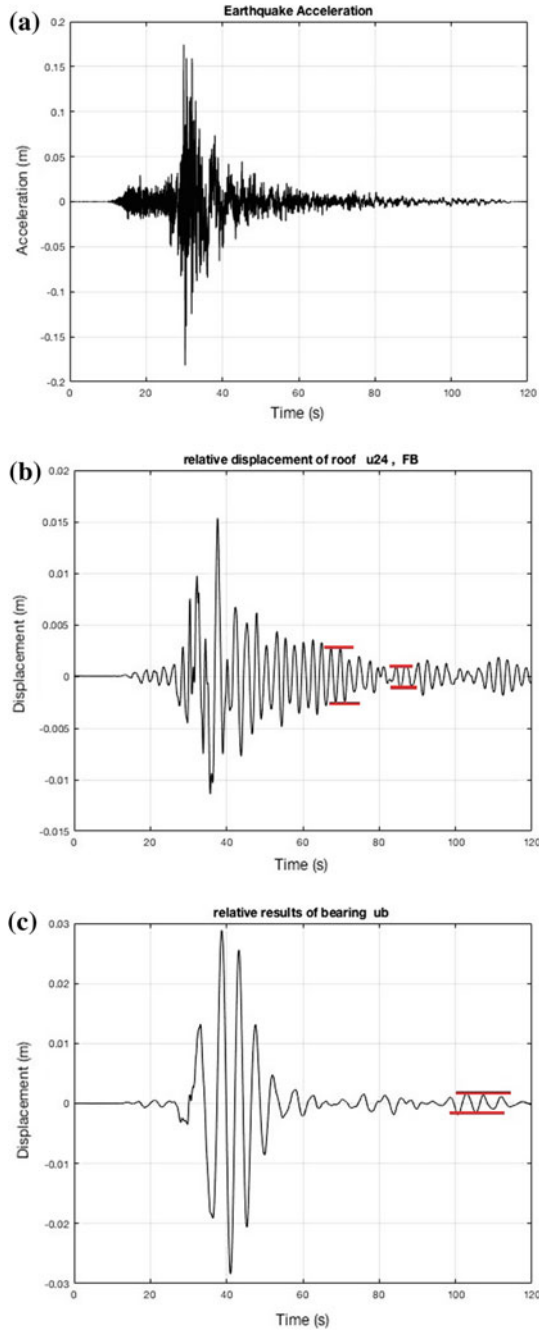 (a)
Earthquake Acceleration
Acceleration (m)
0.2
0.15
0.1
0.05
0
-0.05
-0.1
-0.15
-0.2
0 20 40 60 80 100 120
Time (s)
(b)
relative displacement of roof u24 , FB
Displacement (m)
0.02
0.015
0.01
0.005
0
-0.005
-0.01
-0.015
0 20 40 60 80 100 120
Time (s)
(c)
relative results of bearing ub
Displacement (m)
0.03
0.02
0.01
0
-0.01
-0.02
-0.03
0 20 40 60 80 100 120
Time (s)